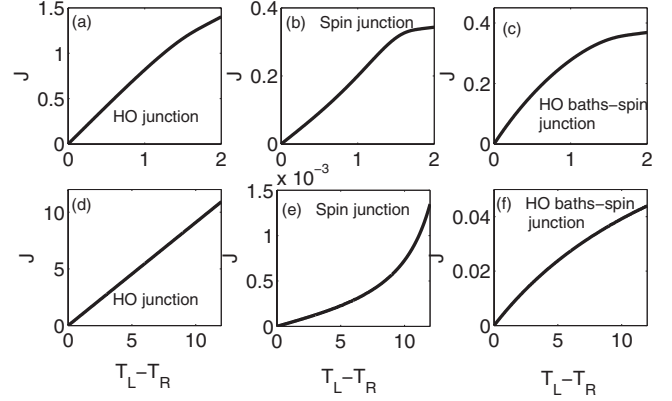 (a)
HO junction
J
1.5
1
0.5
0
0 1 2
(b) Spin junction
J
0.4
0.2
0
0 1 2
(c)
HO baths−spin
junction
J
0.4
0.2
0
0 1 2
(d)
HO junction
J
10
5
0
0 5 10
T_L−T_R
x 10^−3
(e) Spin junction
J
1.5
1
0.5
0
0 5 10
T_L−T_R
(f) HO baths−spin
junction
J
0.04
0.02
0
0 5 10
T_L−T_R